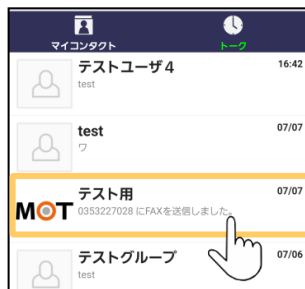 マイコンタクト
トーク
テストユーザ４ 16:42
test
test 07/07
ワ
テスト用 07/07
MOT
0353227028 にFAXを送信しました。
テストグループ 07/06
test